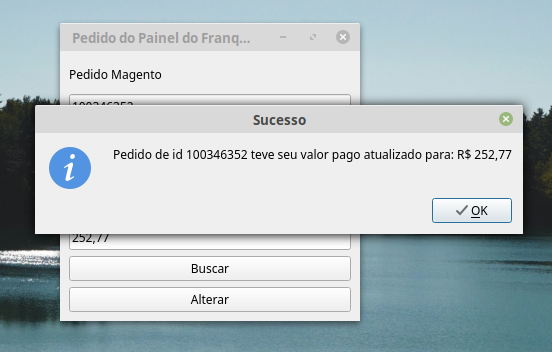 Pedido do Painel do Franq...
Pedido Magento
100346352
Sucesso
Pedido de id 100346352 teve seu valor pago atualizado para: R$ 252,77
OK
252,77
Buscar
Alterar